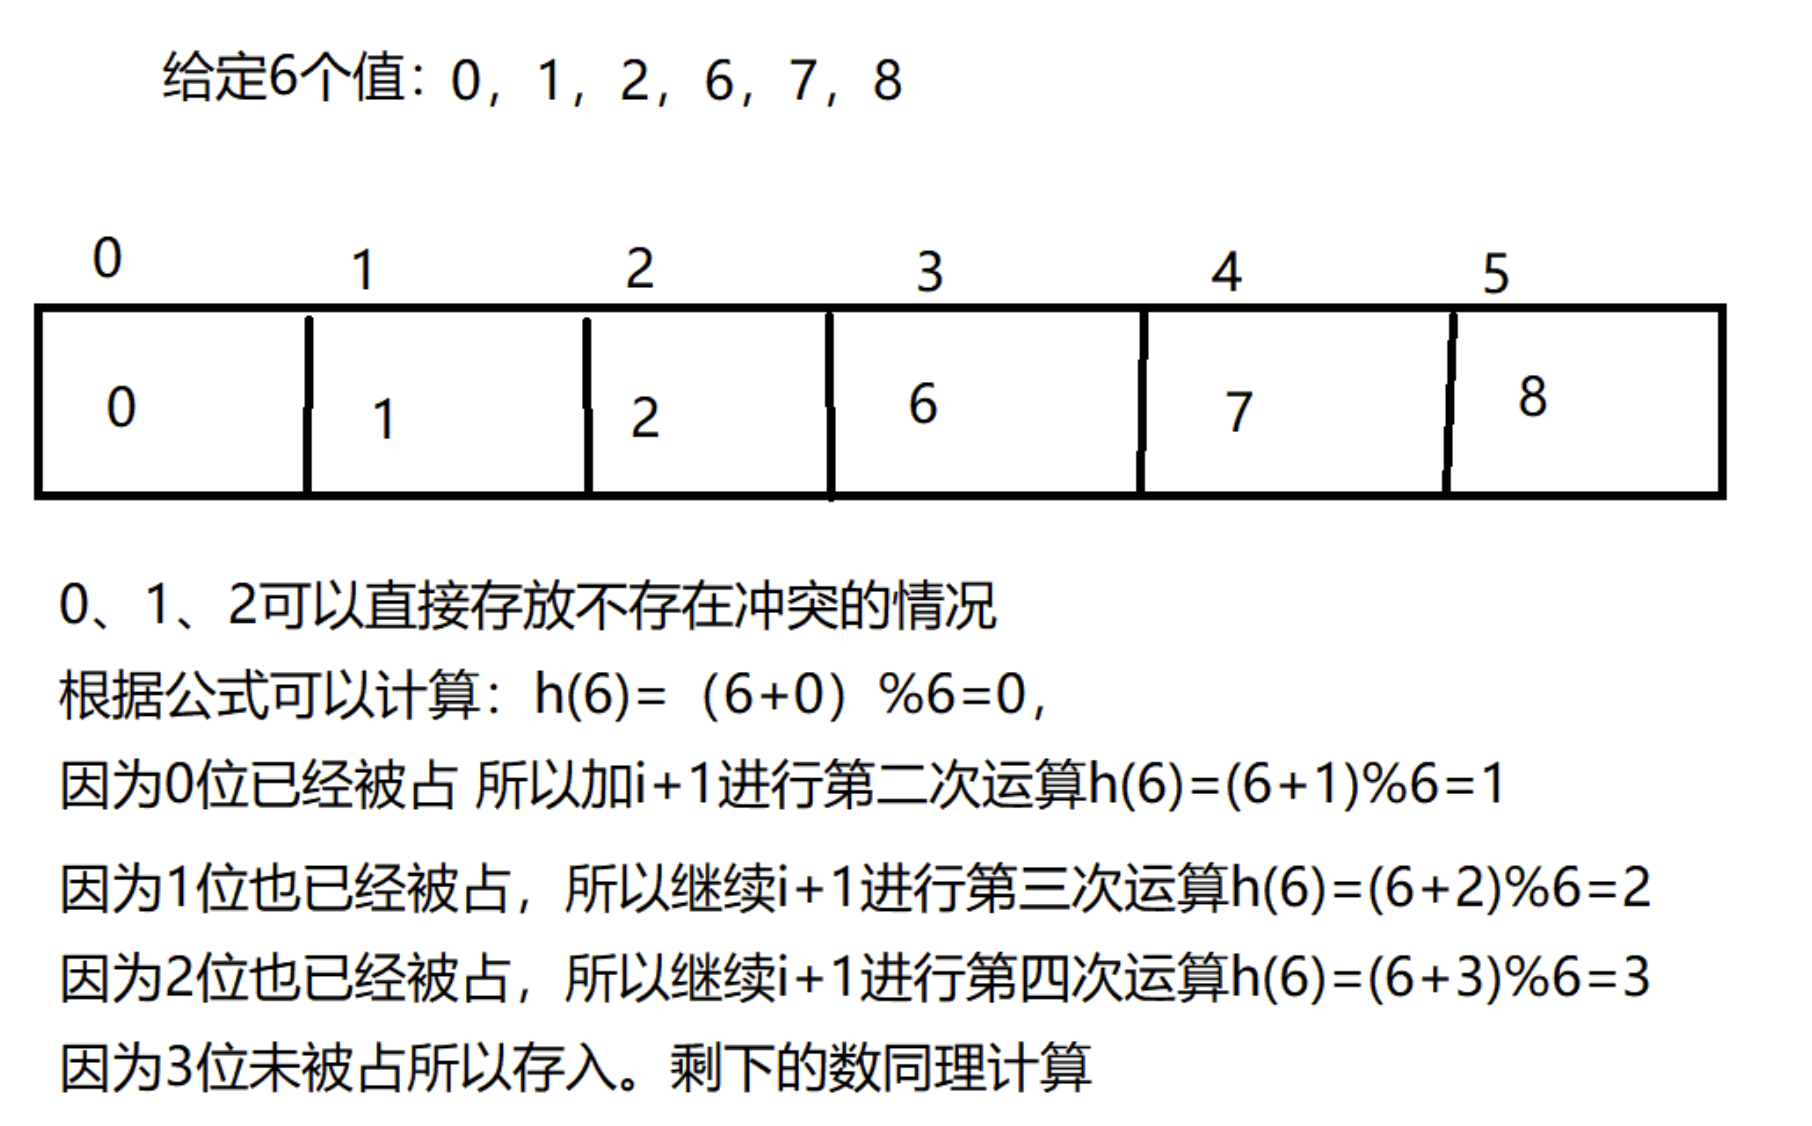 给定6个值：0，1，2，6，7，8
0 1 2 3 4 5
0 1 2 6 7 8
0、1、2可以直接存放不存在冲突的情况
根据公式可以计算：h(6)=（6+0）%6=0，
因为0位已经被占 所以加i+1进行第二次运算h(6)=(6+1)%6=1
因为1位也已经被占，所以继续i+1进行第三次运算h(6)=(6+2)%6=2
因为2位也已经被占，所以继续i+1进行第四次运算h(6)=(6+3)%6=3
因为3位未被占所以存入。剩下的数同理计算